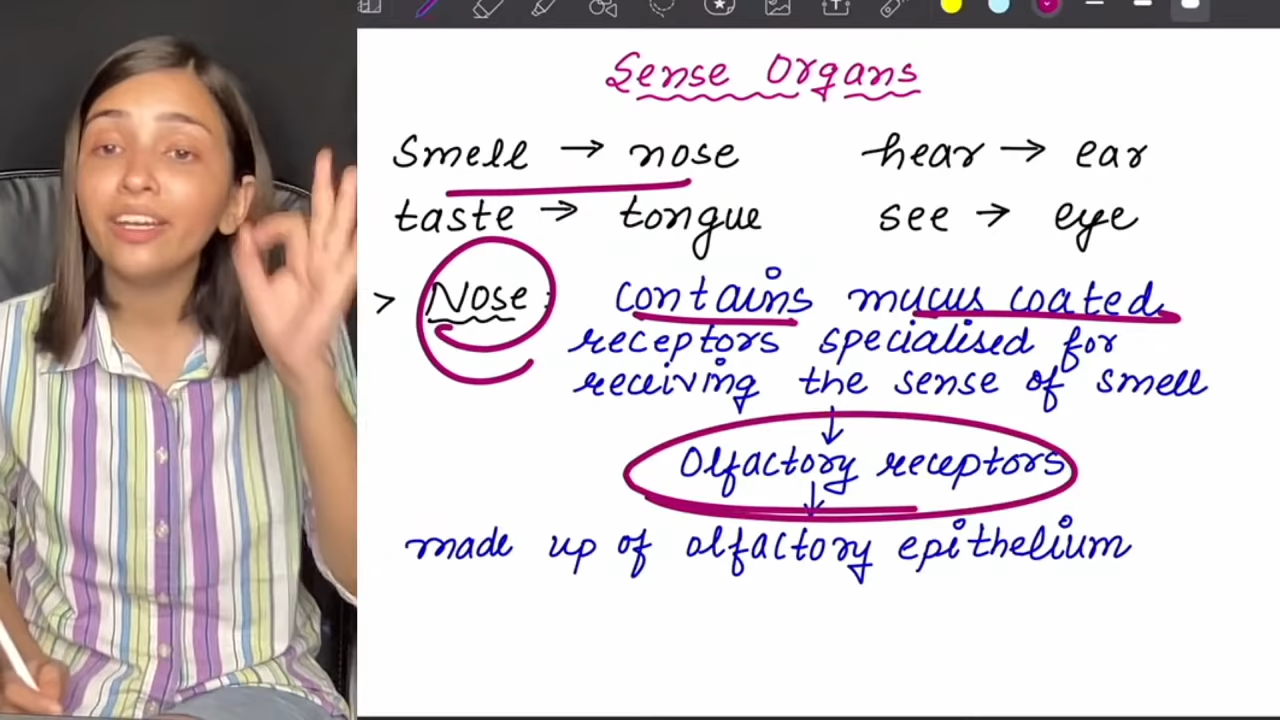 Sense Organs
Smell → nose hear → ear
taste → tongue see → eye
> Nose : contains mucus coated
receptors specialised for
receiving the sense of smell
↓
Olfactory receptors
↓
made up of olfactory epithelium